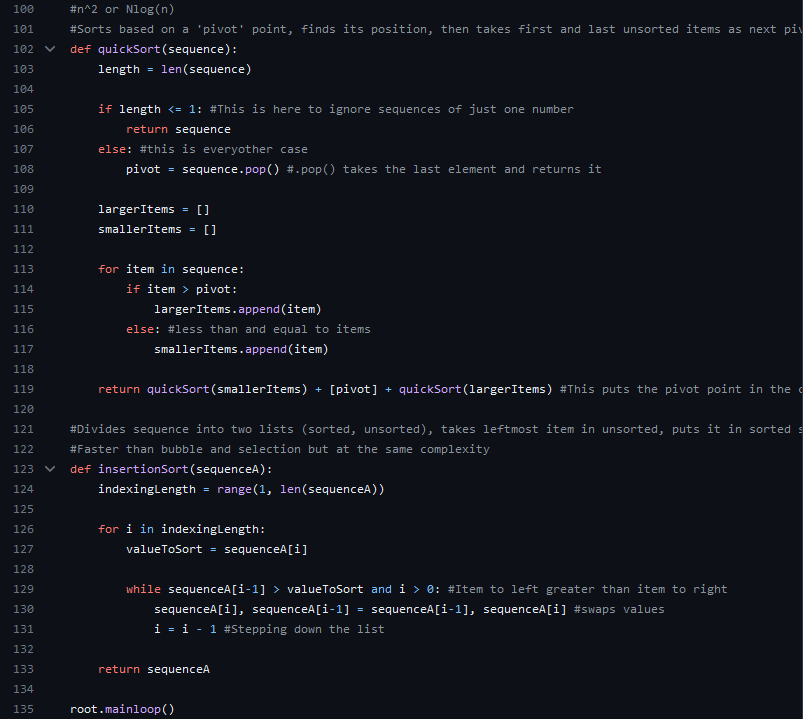 100 #n^2 or Nlog(n)
101 #Sorts based on a 'pivot' point, finds its position, then takes first and last unsorted items as next
102 def quickSort(sequence):
103 length = len(sequence)
104
105 if length <= 1: #This is here to ignore sequences of just one number
106 return sequence
107 else: #this is everyother case
108 pivot = sequence.pop() #.pop() takes the last element and returns it
109
110 largerItems = []
111 smallerItems = []
112
113 for item in sequence:
114 if item > pivot:
115 largerItems.append(item)
116 else: #less than and equal to items
117 smallerItems.append(item)
118
119 return quickSort(smallerItems) + [pivot] + quickSort(largerItems) #This puts the pivot point in the
120
121 #Divides sequence into two lists (sorted, unsorted), takes leftmost item in unsorted, puts it in sorted
122 #Faster than bubble and selection but at the same complexity
123 def insertionSort(sequenceA):
124 indexingLength = range(1, len(sequenceA))
125
126 for i in indexingLength:
127 valueToSort = sequenceA[i]
128
129 while sequenceA[i-1] > valueToSort and i > 0: #Item to left greater than item to right
130 sequenceA[i], sequenceA[i-1] = sequenceA[i-1], sequenceA[i] #swaps values
131 i = i - 1 #Stepping down the list
132
133 return sequenceA
134
135 root.mainloop()